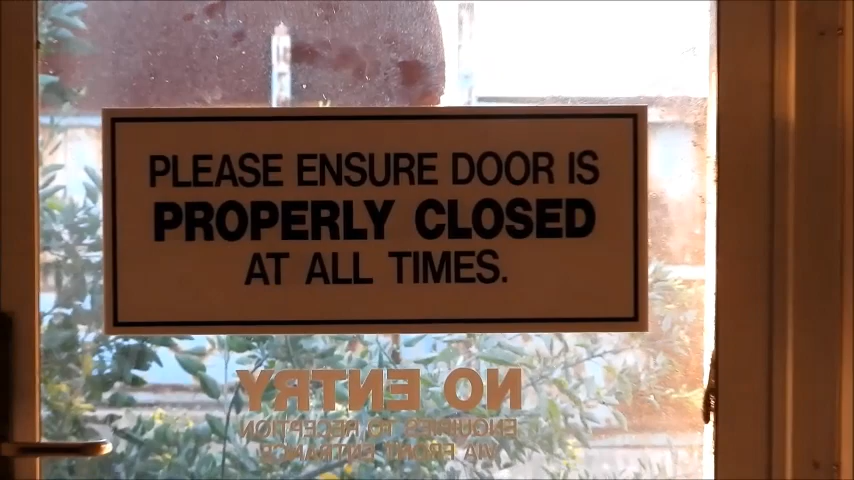 PLEASE ENSURE DOOR IS
PROPERLY CLOSED
AT ALL TIMES.
NO ENTRY
ENQUIRIES TO RECEPTION
VIA FRONT ENTRANCE